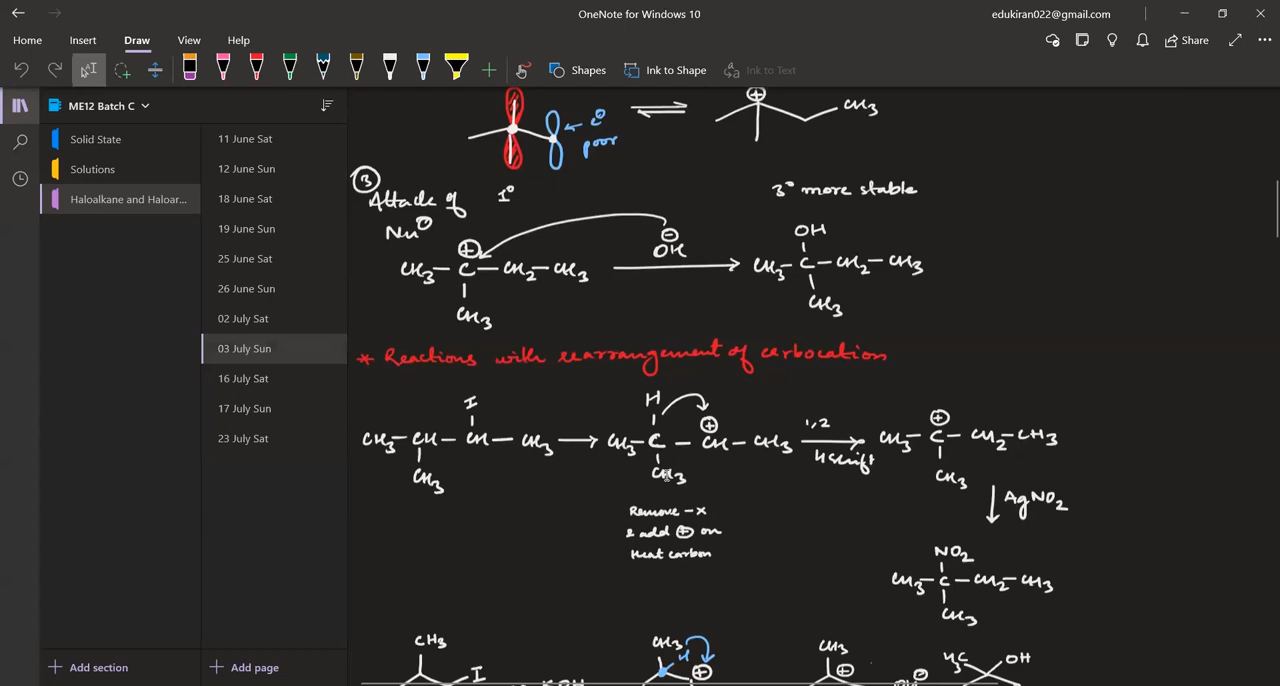 OneNote for Windows 10
edukiran022@gmail.com
Home Insert Draw View Help
Share
Shapes Ink to Shape Ink to Text
ME12 Batch C
Solid State
Solutions
Haloalkane and Haloar...
11 June Sat
12 June Sun
18 June Sat
19 June Sun
25 June Sat
26 June Sun
02 July Sat
03 July Sun
16 July Sat
17 July Sun
23 July Sat
Add section
Add page
⊕
CH3
e⊖
poor
⇌
1°
3° more stable
③
Attack of
Nu⊖
⊕ ⊖
OH
CH3-C-CH2-CH3
CH3
OH
CH3-C-CH2-CH3
CH3
* Reactions with rearrangement of carbocation
I
CH3-CH-CH-CH3
CH3
H ⊕
CH3-C-CH-CH3
CH3
1,2
H shift
⊕
CH3-C-CH2-CH3
CH3
Remove -X
& add ⊕ on
that carbon
AgNO2
NO2
CH3-C-CH2-CH3
CH3
CH3
I
CH3
H
⊕
CH3
⊕
H3C OH